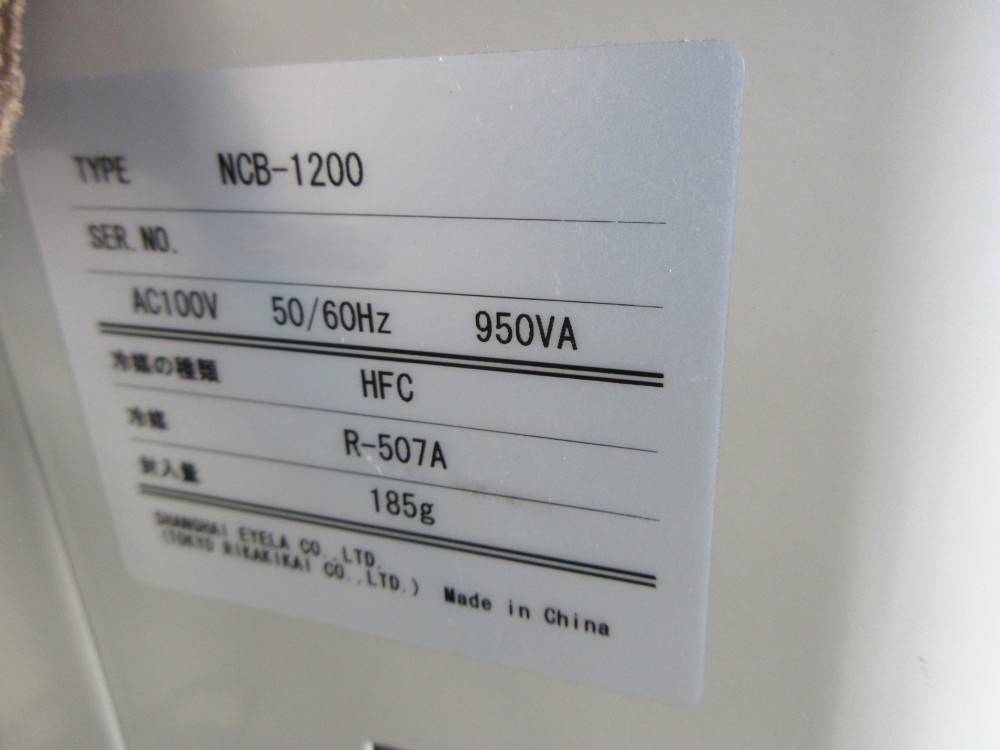 TYPE NCB-1200
SER.NO.
AC100V 50/60Hz 950VA
冷媒の種類 HFC
冷媒 R-507A
封入量 185g
SHANGHAI EYELA CO.,LTD.
(TOKYO RIKAKIKAI CO.,LTD.) Made in China